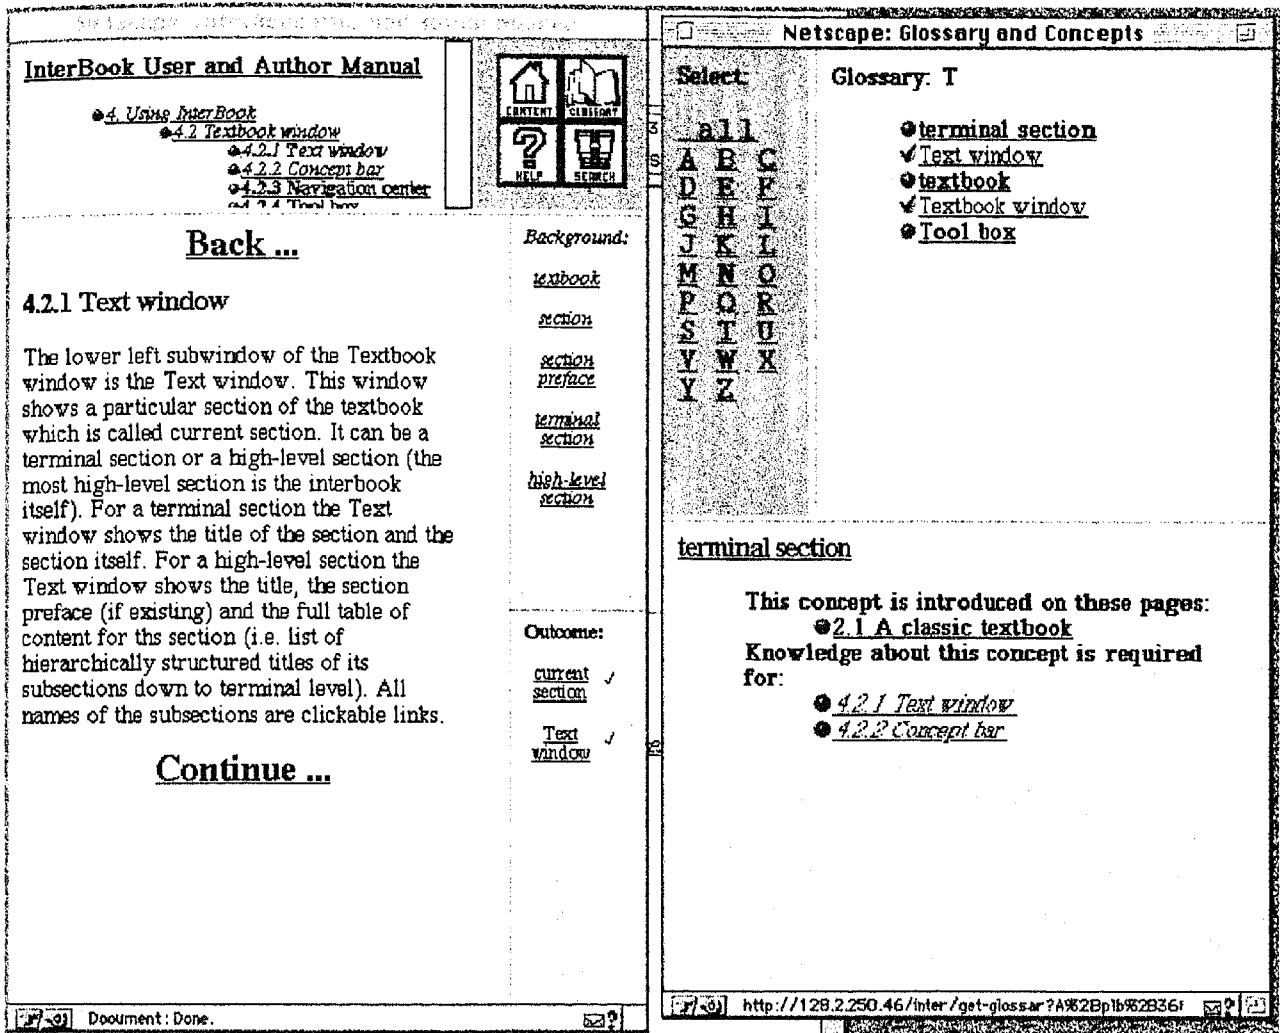 InterBook User and Author Manual
4. Using InterBook
4.2 Textbook window
4.2.1 Text window
4.2.2 Concept bar
4.2.3 Navigation center
4.2.4 Tool box
CONTENT GLOSSARY
HELP SEARCH
Back ...
4.2.1 Text window
The lower left subwindow of the Textbook
window is the Text window. This window
shows a particular section of the textbook
which is called current section. It can be a
terminal section or a high-level section (the
most high-level section is the interbook
itself). For a terminal section the Text
window shows the title of the section and the
section itself. For a high-level section the
Text window shows the title, the section
preface (if existing) and the full table of
content for ths section (i.e. list of
hierarchically structured titles of its
subsections down to terminal level). All
names of the subsections are clickable links.
Continue ...
Background:
textbook
section
section
preface
terminal
section
high-level
section
Outcome:
current
section
Text
window
Document: Done.
Netscape: Glossary and Concepts
Select:
all
A B C
D E F
G H I
J K L
M N O
P Q R
S T U
V W X
Y Z
Glossary: T
terminal section
Text window
textbook
Textbook window
Tool box
terminal section
This concept is introduced on these pages:
2.1 A classic textbook
Knowledge about this concept is required
for:
4.2.1 Text window
4.2.2 Concept bar
http://128.2.250.46/inter/get-glossar?A%2Bp1b%2B36